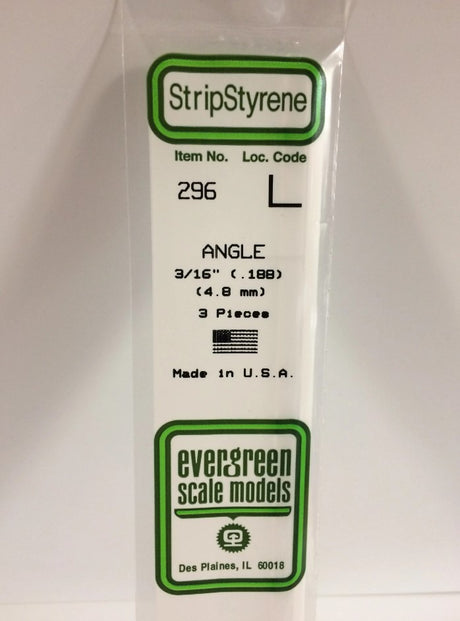 StripStyrene
Item No. Loc. Code
296 L
ANGLE
3/16" (.188)
(4.8 mm)
3 Pieces
Made in U.S.A.
evergreen
scale models
Des Plaines, IL 60018